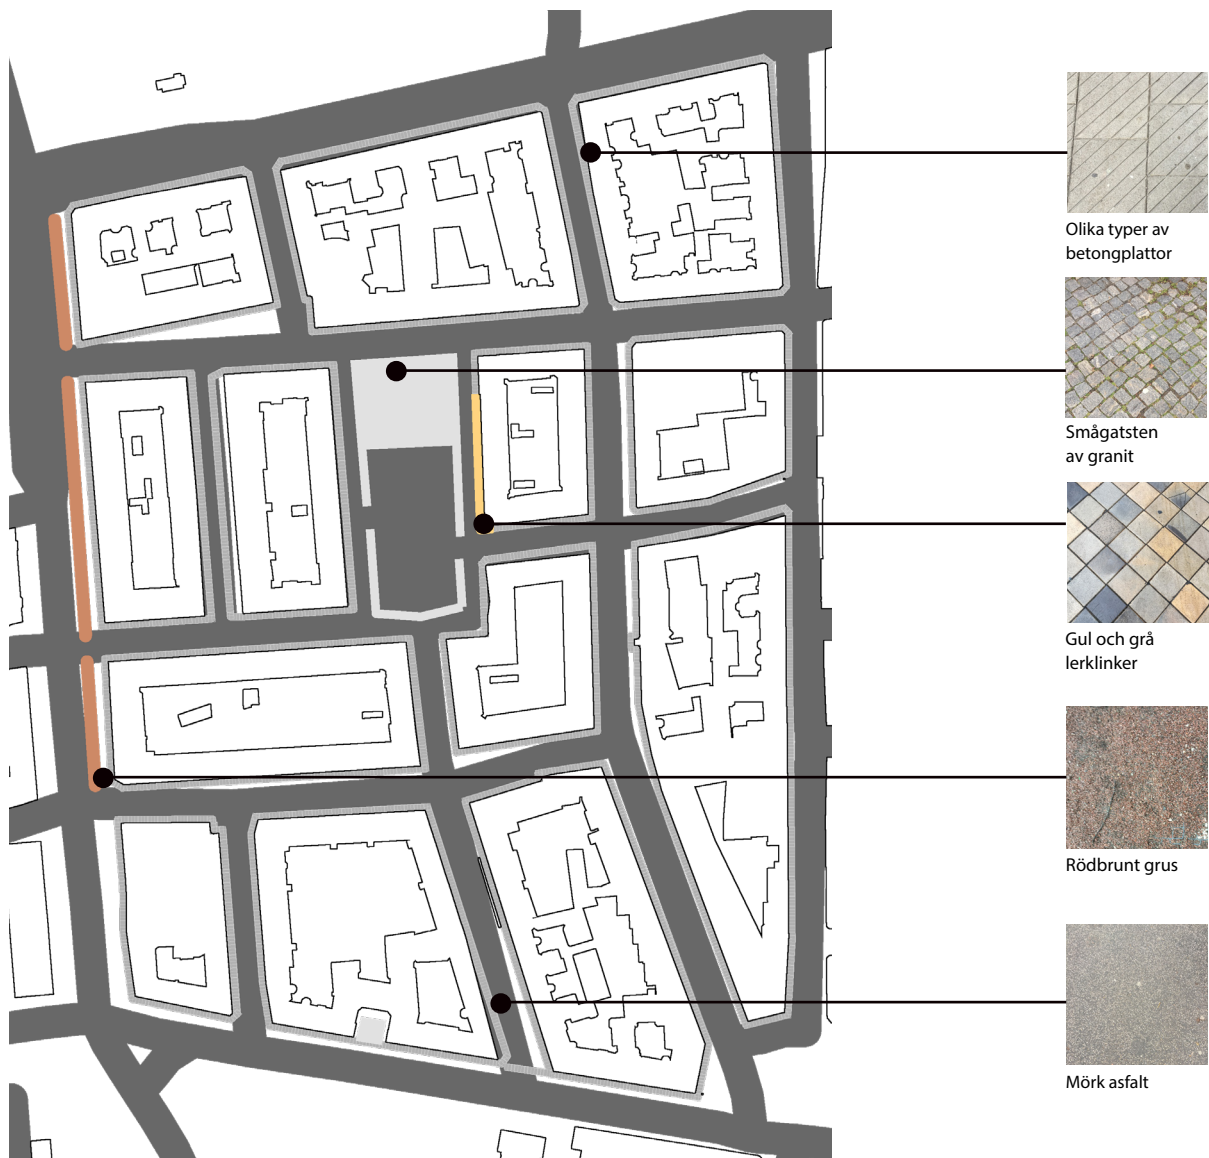 Olika typer av
betongplattor
Smågatsten
av granit
Gul och grå
lerklinker
Rödbrunt grus
Mörk asfalt